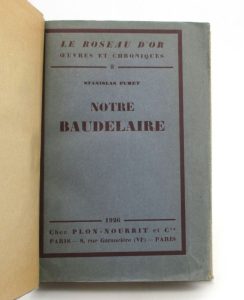 LE ROSEAU D'OR
ŒUVRES ET CHRONIQUES
8
STANISLAS FUMET
NOTRE
BAUDELAIRE
1926
Chez PLON-NOURRIT et Cie
PARIS — 8, rue Garancière (VIe) — PARIS